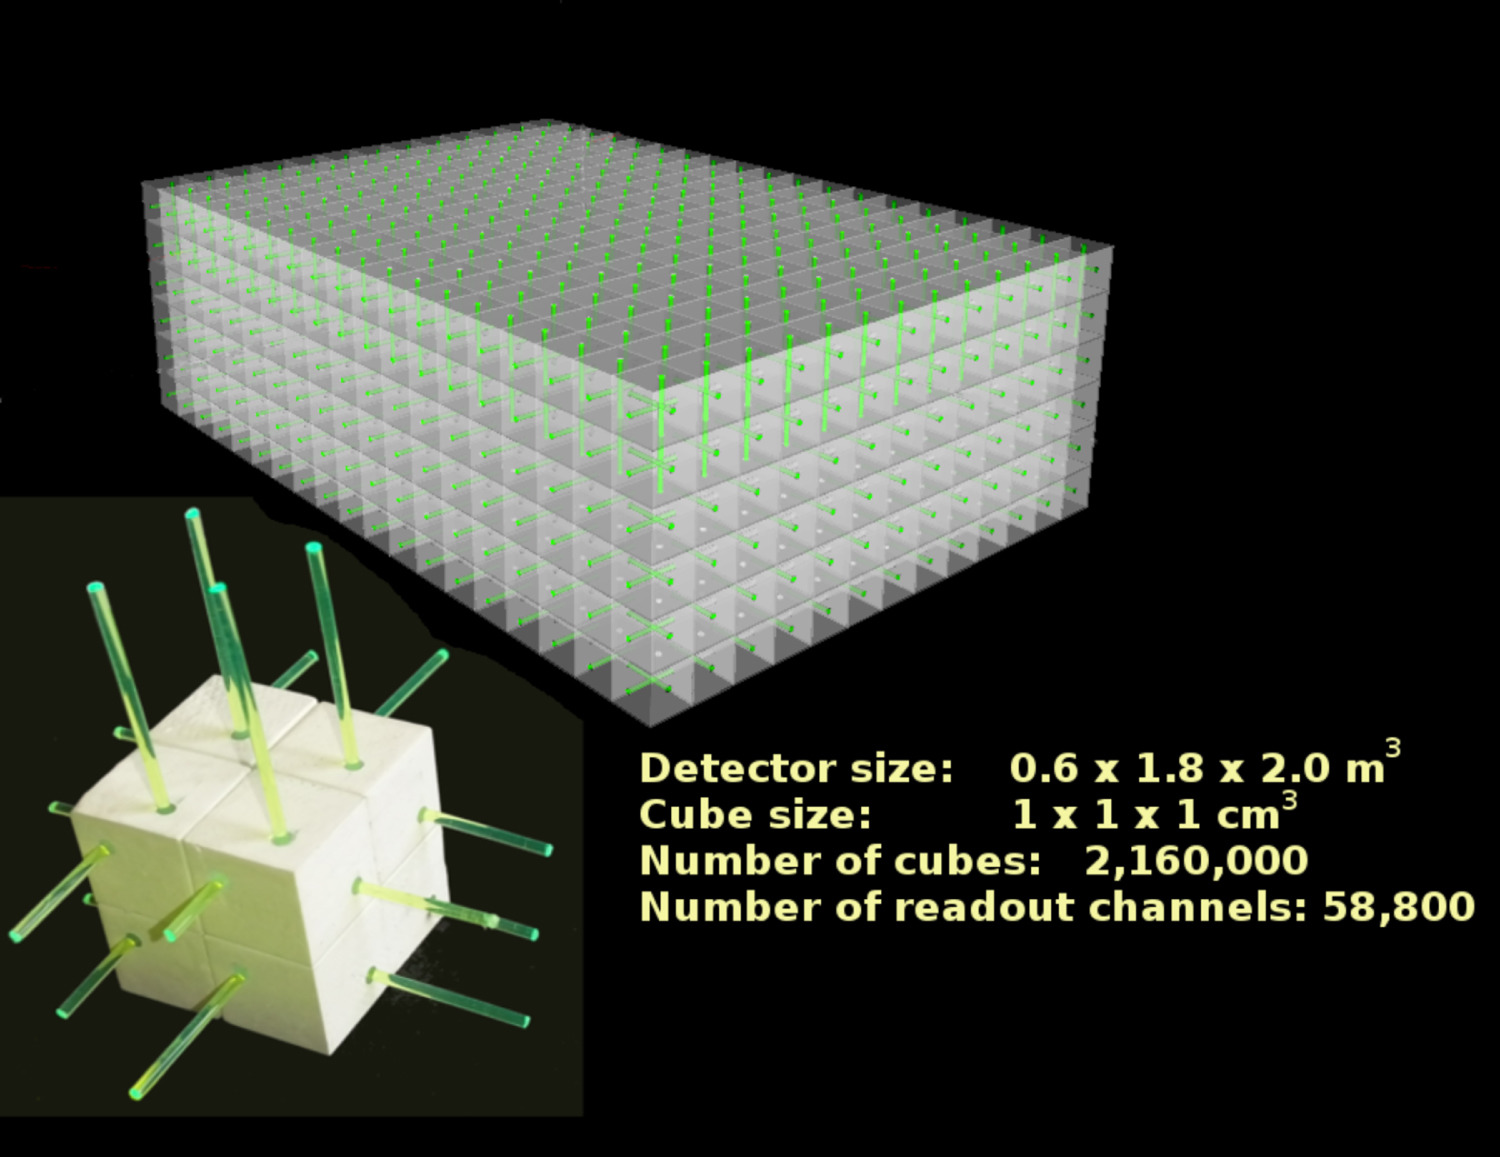 Detector size: 0.6 x 1.8 x 2.0 m³
Cube size: 1 x 1 x 1 cm³
Number of cubes: 2,160,000
Number of readout channels: 58,800